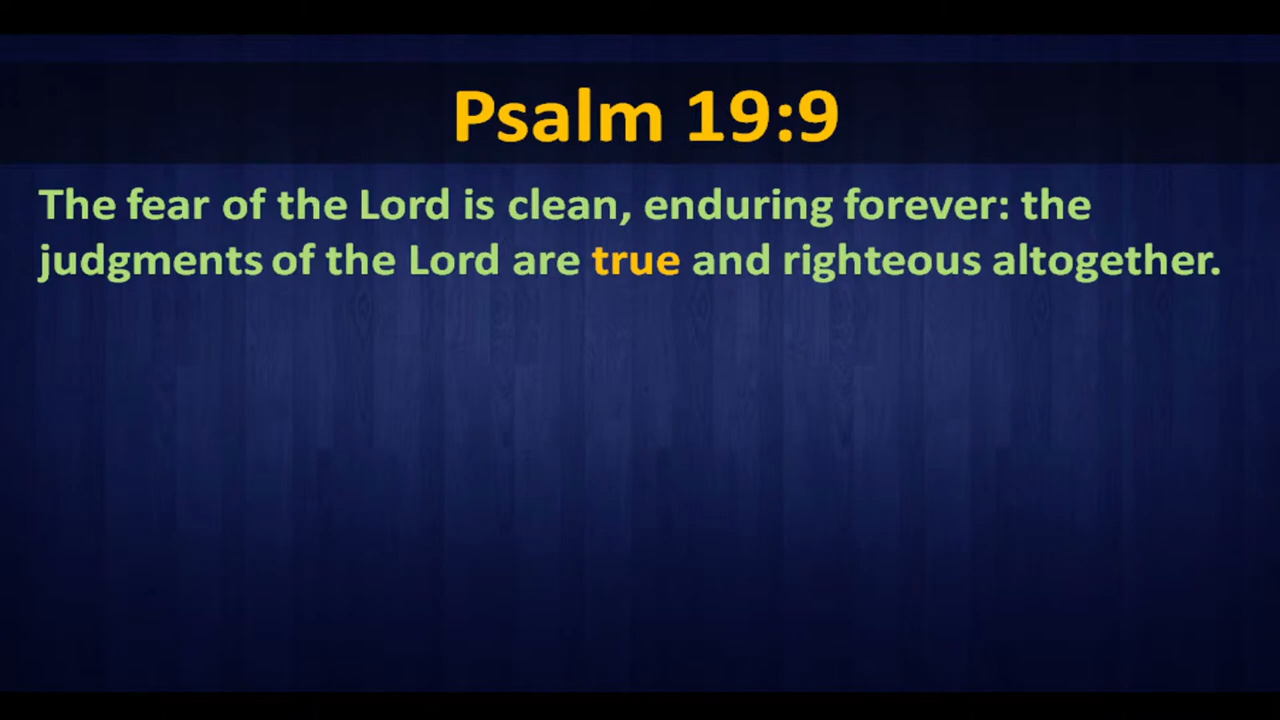 Psalm 19:9
The fear of the Lord is clean, enduring forever: the
judgments of the Lord are true and righteous altogether.